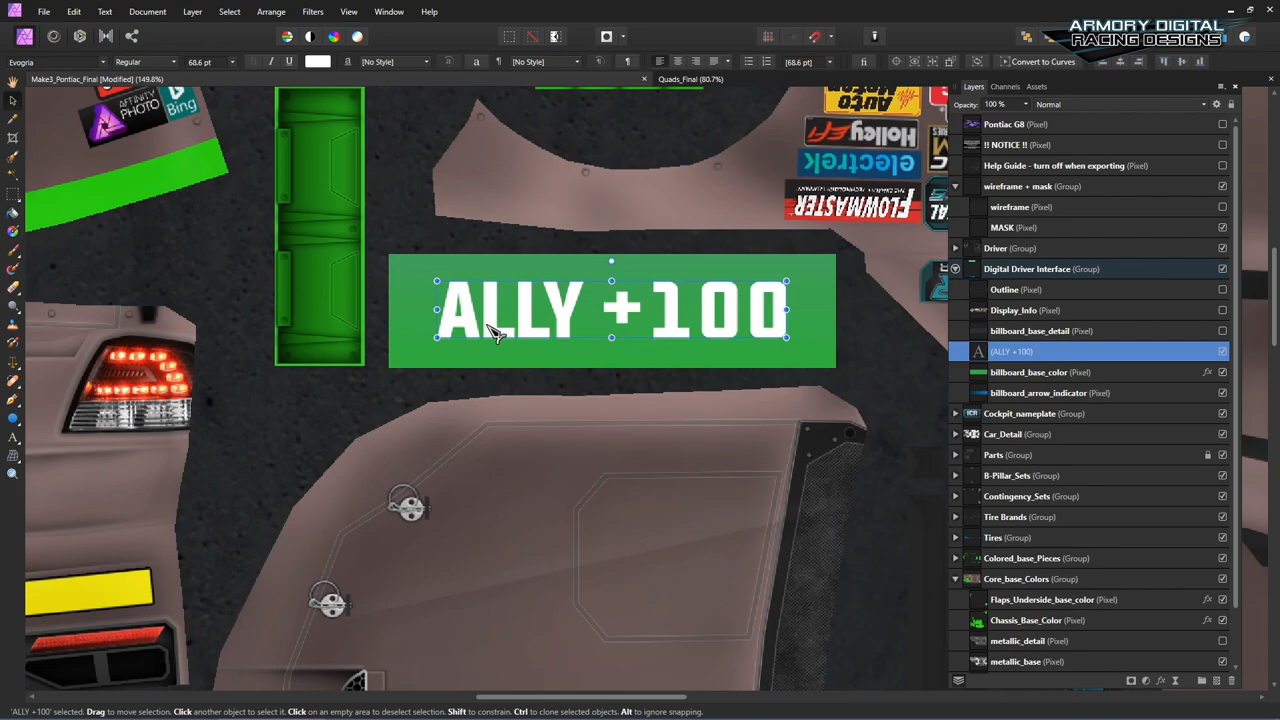 File Edit Text Document Layer Select Arrange Filters View Window Help
ARMORY DIGITAL
RACING DESIGNS
Evogria Regular 68.6 pt B I U a [No Style] a ¶ [No Style] [68.6 pt] fi Convert to Curves
Make3_Pontiac_Final [Modified] (149.8%) × Quads_Final (80.7%)
Layers Channels Assets
Opacity: 100 % Normal
Pontiac G8 (Pixel)
!! NOTICE !! (Pixel)
Help Guide - turn off when exporting (Pixel)
wireframe + mask (Group)
wireframe (Pixel)
MASK (Pixel)
Driver (Group)
Digital Driver Interface (Group)
Outline (Pixel)
Display_Info (Pixel)
billboard_base_detail (Pixel)
A (ALLY +100)
billboard_base_color (Pixel) fx
billboard_arrow_indicator (Pixel)
Cockpit_nameplate (Group)
Car_Detail (Group)
Parts (Group)
B-Pillar_Sets (Group)
Contingency_Sets (Group)
Tire Brands (Group)
Tires (Group)
Colored_base_Pieces (Group)
Core_base_Colors (Group)
Flaps_Underside_base_color (Pixel) fx
Chassis_Base_Color (Pixel) fx
metallic_detail (Pixel)
metallic_base (Pixel)
AFFINITY
PHOTO
Bing
Auto
Holley EFI
electrek
FLOWMASTER
ALLY +100
'ALLY +100' selected. Drag to move selection. Click another object to select it. Click on an empty area to deselect selection. Shift to constrain. Ctrl to clone selected objects. Alt to ignore snapping.